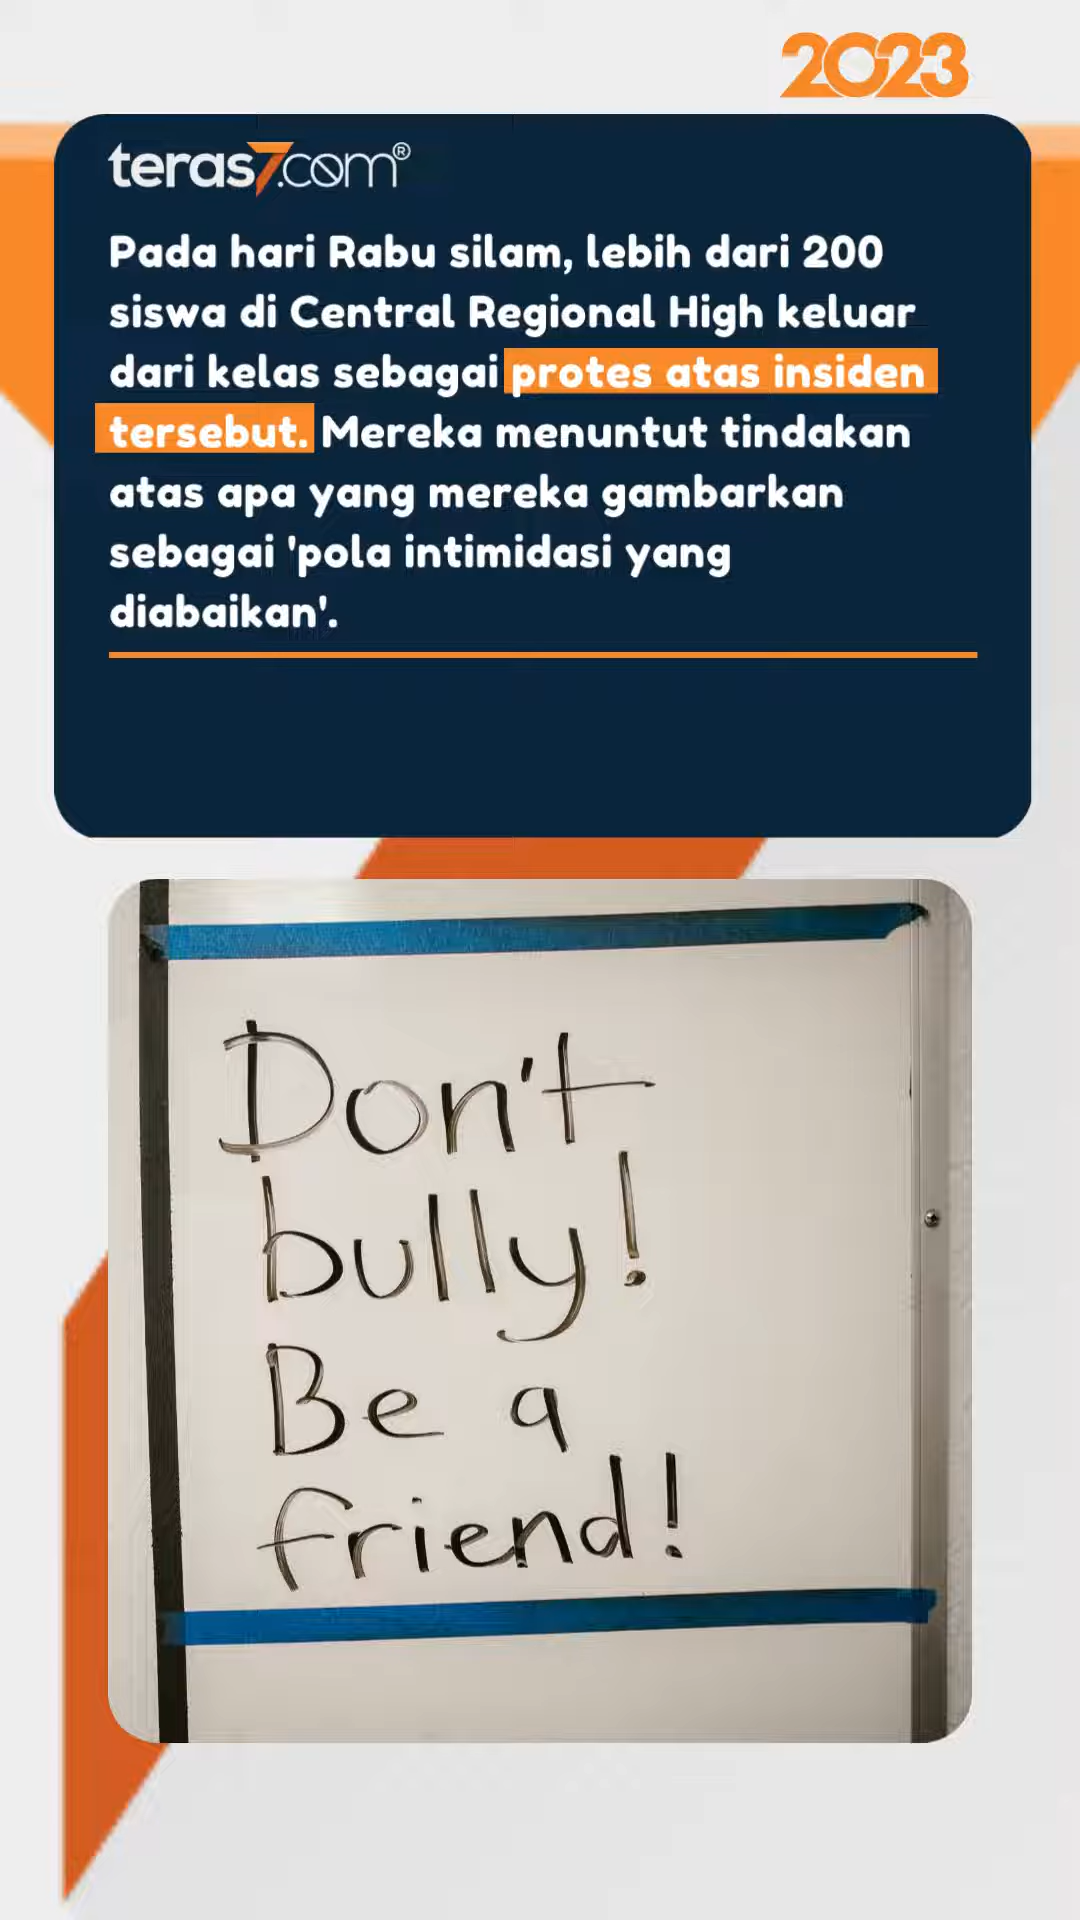 2023
teras7.com®
Pada hari Rabu silam, lebih dari 200
siswa di Central Regional High keluar
dari kelas sebagai protes atas insiden
tersebut. Mereka menuntut tindakan
atas apa yang mereka gambarkan
sebagai 'pola intimidasi yang
diabaikan'.
Don't
bully!
Be a
friend!